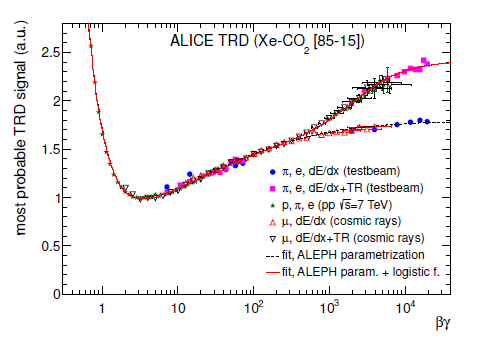 most probable TRD signal (a.u.)
ALICE TRD (Xe-CO₂ [85-15])
2.5
2
1.5
1
0.5
0
π, e, dE/dx (testbeam)
π, e, dE/dx+TR (testbeam)
p, π, e (pp √s=7 TeV)
μ, dE/dx (cosmic rays)
μ, dE/dx+TR (cosmic rays)
fit, ALEPH parametrization
fit, ALEPH param. + logistic f.
1 10 10² 10³ 10⁴
βγ